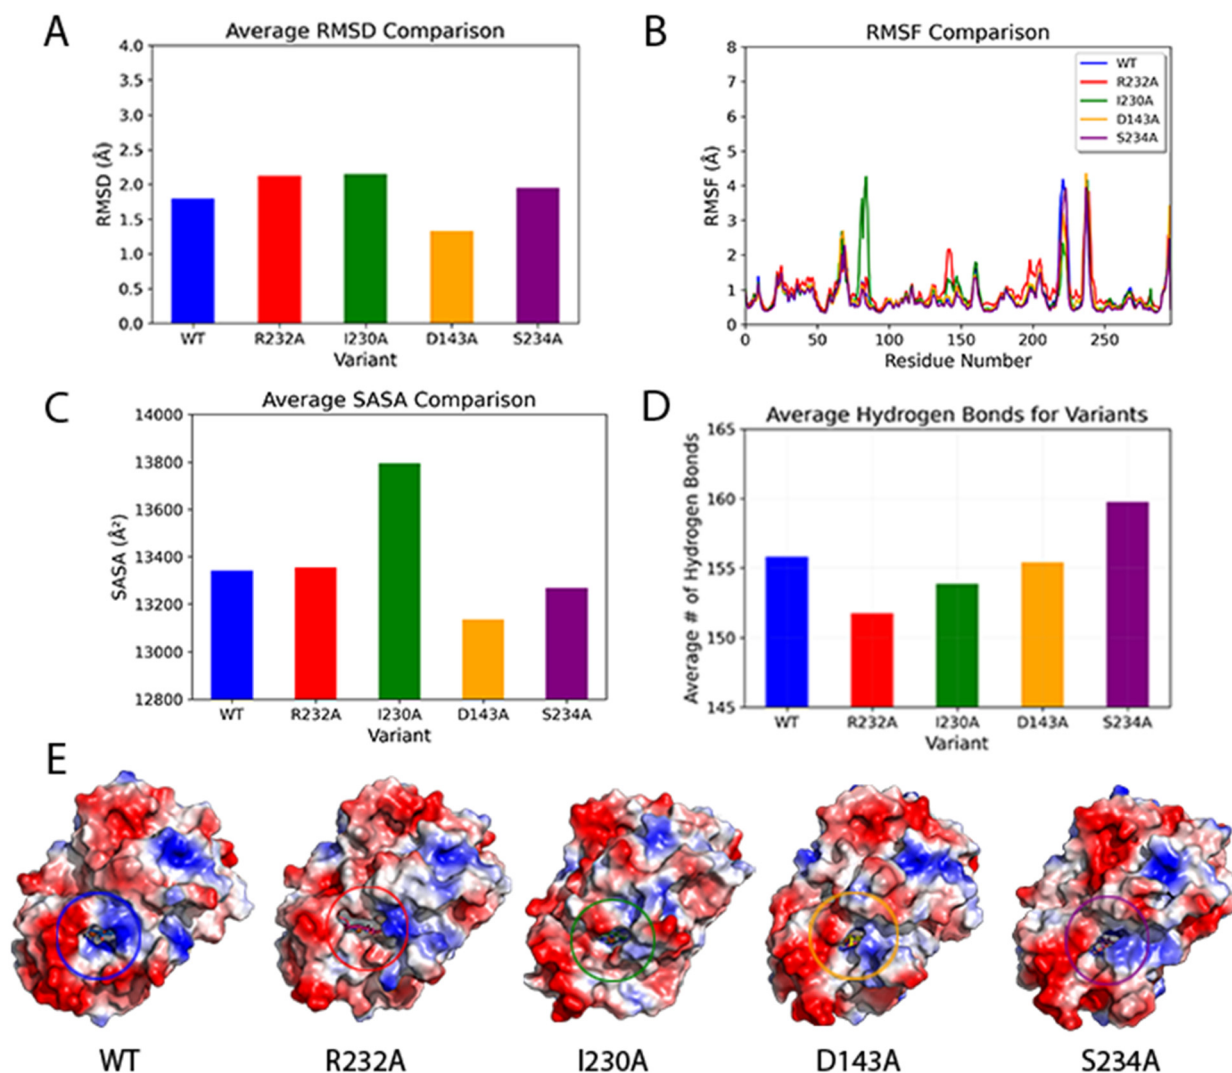 A
Average RMSD Comparison
RMSD (Å)
4.0
3.5
3.0
2.5
2.0
1.5
1.0
0.5
0.0
WT R232A I230A D143A S234A
Variant
B
RMSF Comparison
RMSF (Å)
8
7
6
5
4
3
2
1
0
0 50 100 150 200 250
Residue Number
WT
R232A
I230A
D143A
S234A
C
Average SASA Comparison
SASA (Å²)
14000
13800
13600
13400
13200
13000
12800
WT R232A I230A D143A S234A
Variant
D
Average Hydrogen Bonds for Variants
Average # of Hydrogen Bonds
165
160
155
150
145
WT R232A I230A D143A S234A
Variant
E
WT R232A I230A D143A S234A